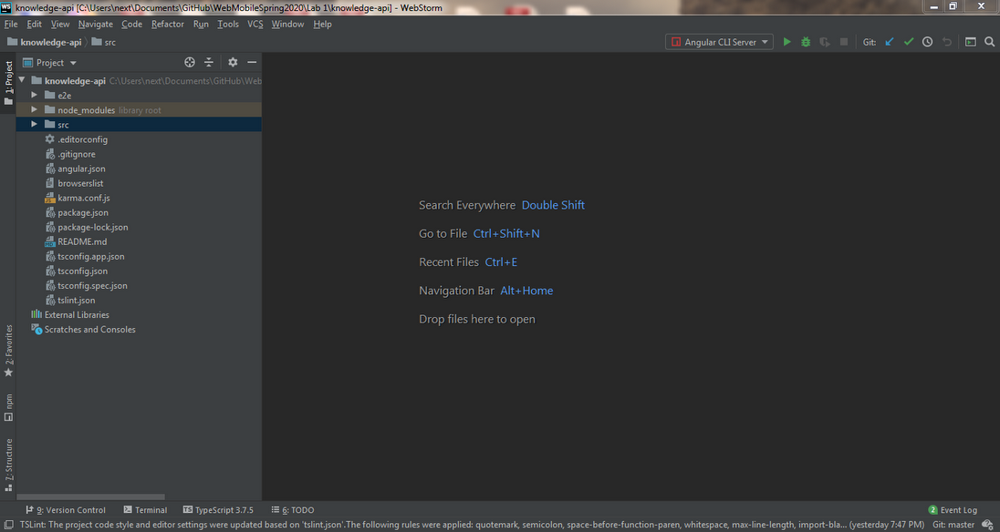 WS knowledge-api [C:\Users\next\Documents\GitHub\WebMobileSpring2020\Lab 1\knowledge-api] - WebStorm
File Edit View Navigate Code Refactor Run Tools VCS Window Help
knowledge-api src
Angular CLI Server
Git:
Project
1: Project
knowledge-api C:\Users\next\Documents\GitHub\Web
e2e
node_modules library root
src
.editorconfig
.gitignore
angular.json
browserslist
karma.conf.js
package.json
package-lock.json
README.md
tsconfig.app.json
tsconfig.json
tsconfig.spec.json
tslint.json
External Libraries
Scratches and Consoles
Search Everywhere Double Shift
Go to File Ctrl+Shift+N
Recent Files Ctrl+E
Navigation Bar Alt+Home
Drop files here to open
2: Favorites
npm
7: Structure
9: Version Control Terminal TS TypeScript 3.7.5 6: TODO
2 Event Log
TSLint: The project code style and editor settings were updated based on 'tslint.json'.The following rules were applied: quotemark, semicolon, space-before-function-paren, whitespace, max-line-length, import-bla... (yesterday 7:47 PM) Git: master